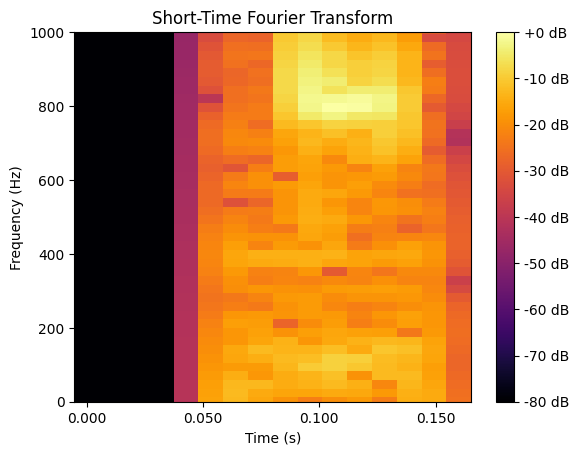 Short-Time Fourier Transform
Frequency (Hz)
1000
800
600
400
200
0
0.000
0.050
0.100
0.150
Time (s)
+0 dB
-10 dB
-20 dB
-30 dB
-40 dB
-50 dB
-60 dB
-70 dB
-80 dB